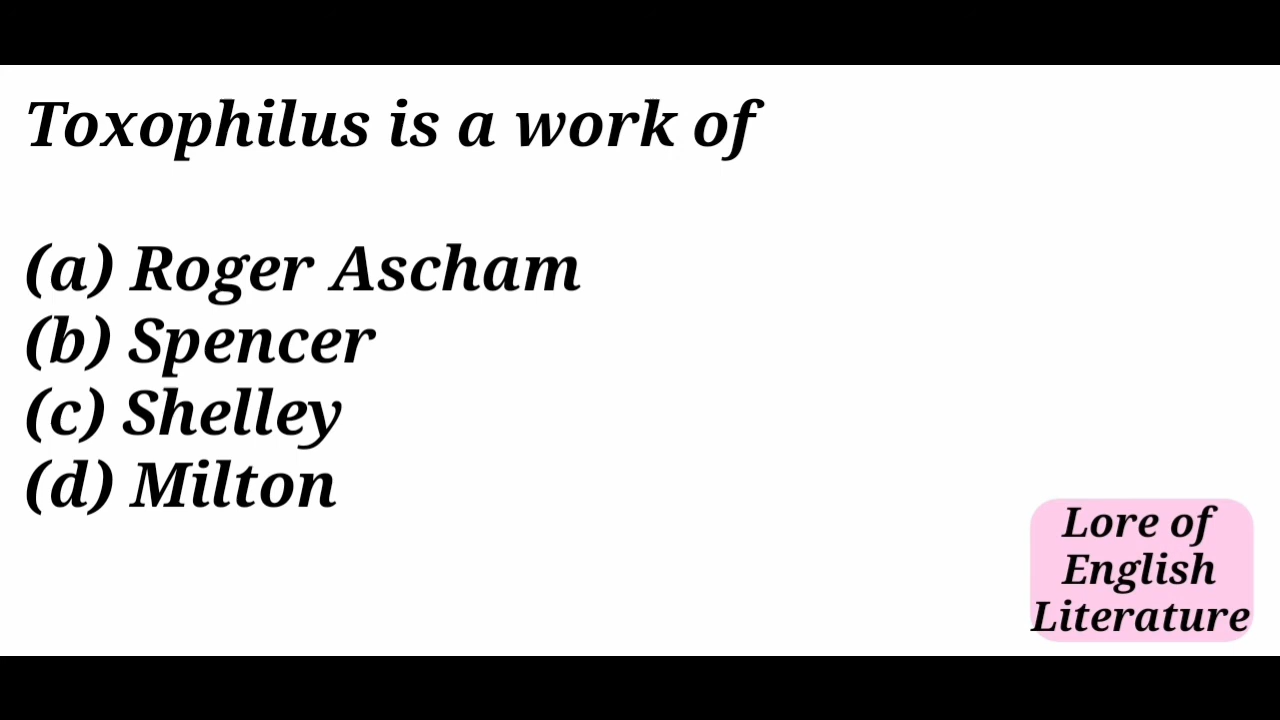 Toxophilus is a work of
(a) Roger Ascham
(b) Spencer
(c) Shelley
(d) Milton
Lore of
English
Literature